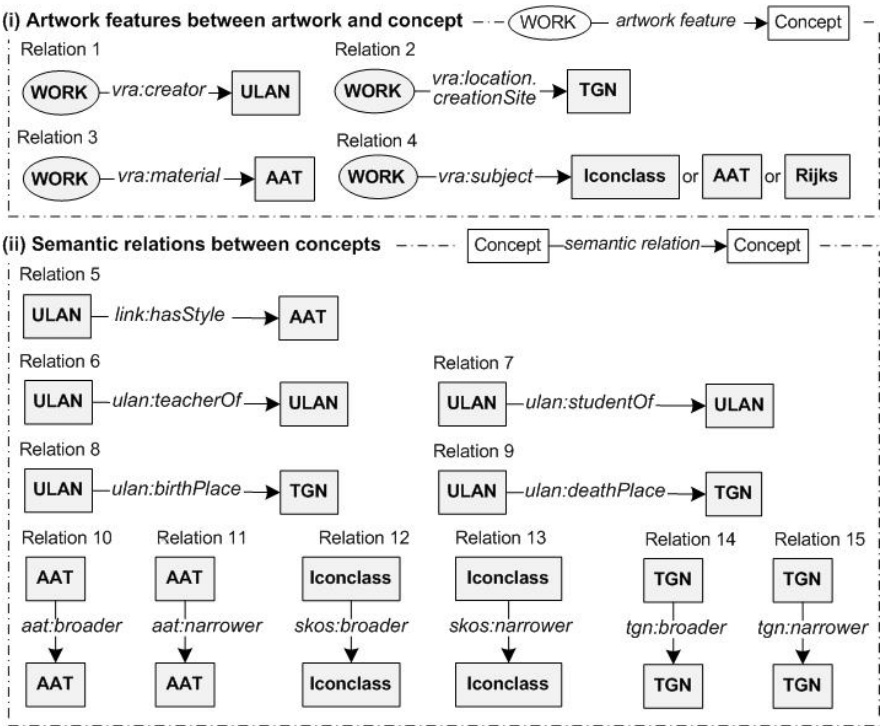 (i) Artwork features between artwork and concept WORK artwork feature Concept
Relation 1 Relation 2
WORK vra:creator ULAN WORK vra:location. creationSite TGN
Relation 3 Relation 4
WORK vra:material AAT WORK vra:subject Iconclass or AAT or Rijks
(ii) Semantic relations between concepts Concept semantic relation Concept
Relation 5
ULAN link:hasStyle AAT
Relation 6 Relation 7
ULAN ulan:teacherOf ULAN ULAN ulan:studentOf ULAN
Relation 8 Relation 9
ULAN ulan:birthPlace TGN ULAN ulan:deathPlace TGN
Relation 10 Relation 11 Relation 12 Relation 13 Relation 14 Relation 15
AAT AAT Iconclass Iconclass TGN TGN
aat:broader aat:narrower skos:broader skos:narrower tgn:broader tgn:narrower
AAT AAT Iconclass Iconclass TGN TGN